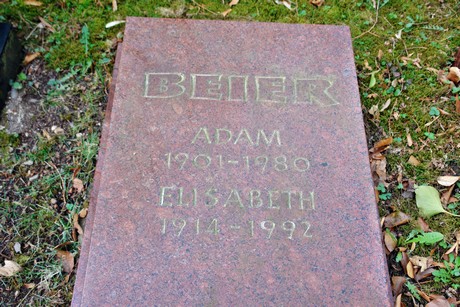 BEIER
ADAM
1901-1980
ELISABETH
1914-1992